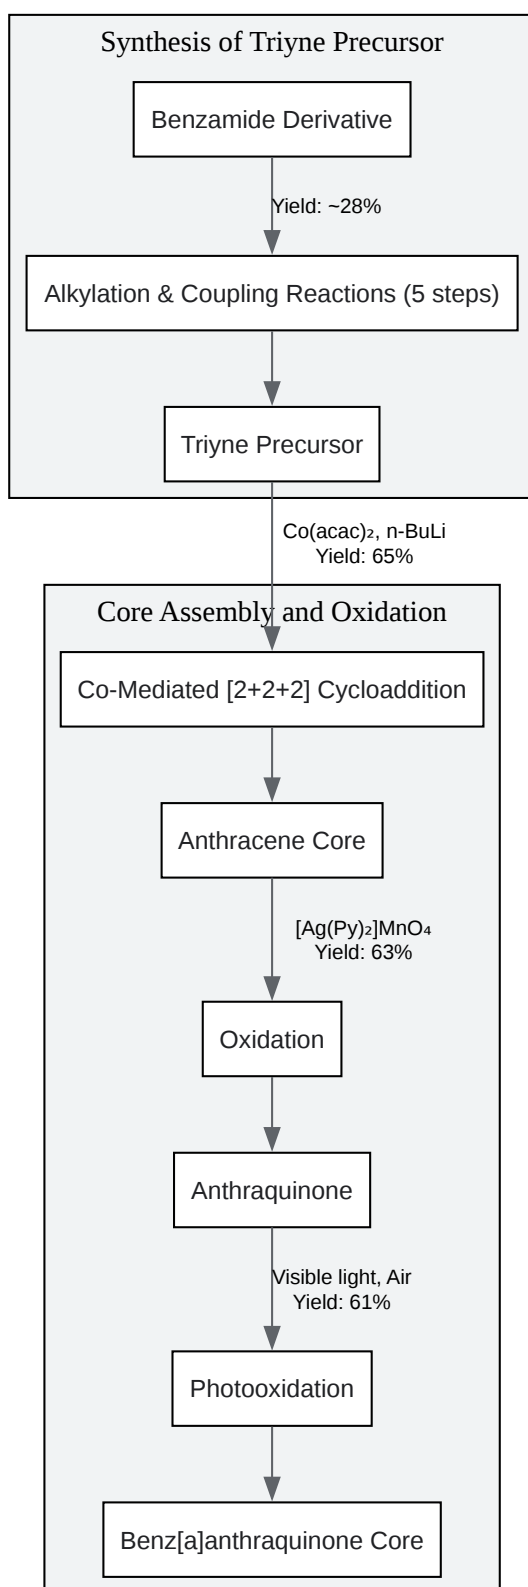 Synthesis of Triyne Precursor
Benzamide Derivative
Yield: ~28%
Alkylation & Coupling Reactions (5 steps)
Triyne Precursor
Co(acac)₂, n-BuLi
Yield: 65%
Core Assembly and Oxidation
Co-Mediated [2+2+2] Cycloaddition
Anthracene Core
[Ag(Py)₂]MnO₄
Yield: 63%
Oxidation
Anthraquinone
Visible light, Air
Yield: 61%
Photooxidation
Benz[a]anthraquinone Core